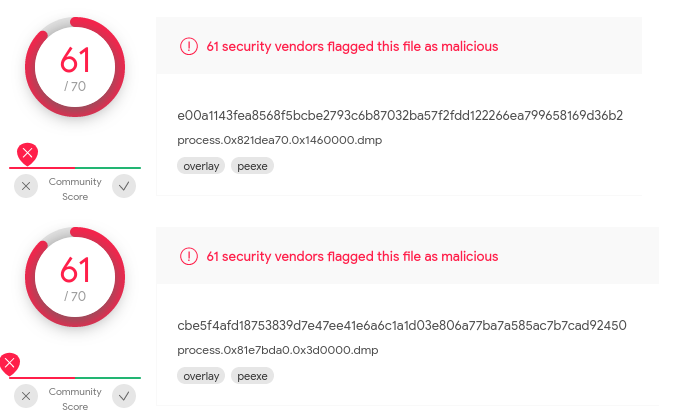 61
/ 70
Community
Score
61 security vendors flagged this file as malicious
e00a1143fea8568f5bcbe2793c6b87032ba57f2fdd122266ea799658169d36b2
process.0x821dea70.0x1460000.dmp
overlay peexe
61
/ 70
Community
Score
61 security vendors flagged this file as malicious
cbe5f4afd18753839d7e47ee41e6a6c1a1d03e806a77ba7a585ac7b7cad92450
process.0x81e7bda0.0x3d0000.dmp
overlay peexe